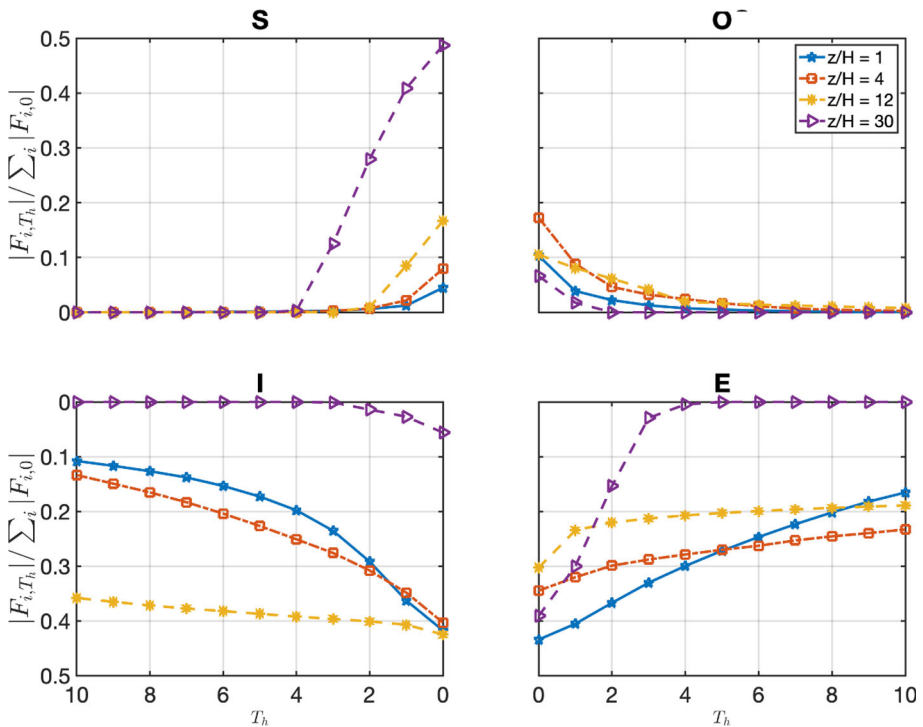 S
O
0.5
0.4
0.3
0.2
0.1
0
|F_{i,T_h}|/∑_i|F_{i,0}|
z/H = 1
z/H = 4
z/H = 12
z/H = 30
I
E
0
0.1
0.2
0.3
0.4
0.5
|F_{i,T_h}|/∑_i|F_{i,0}|
10 8 6 4 2 0
0 2 4 6 8 10
T_h
T_h